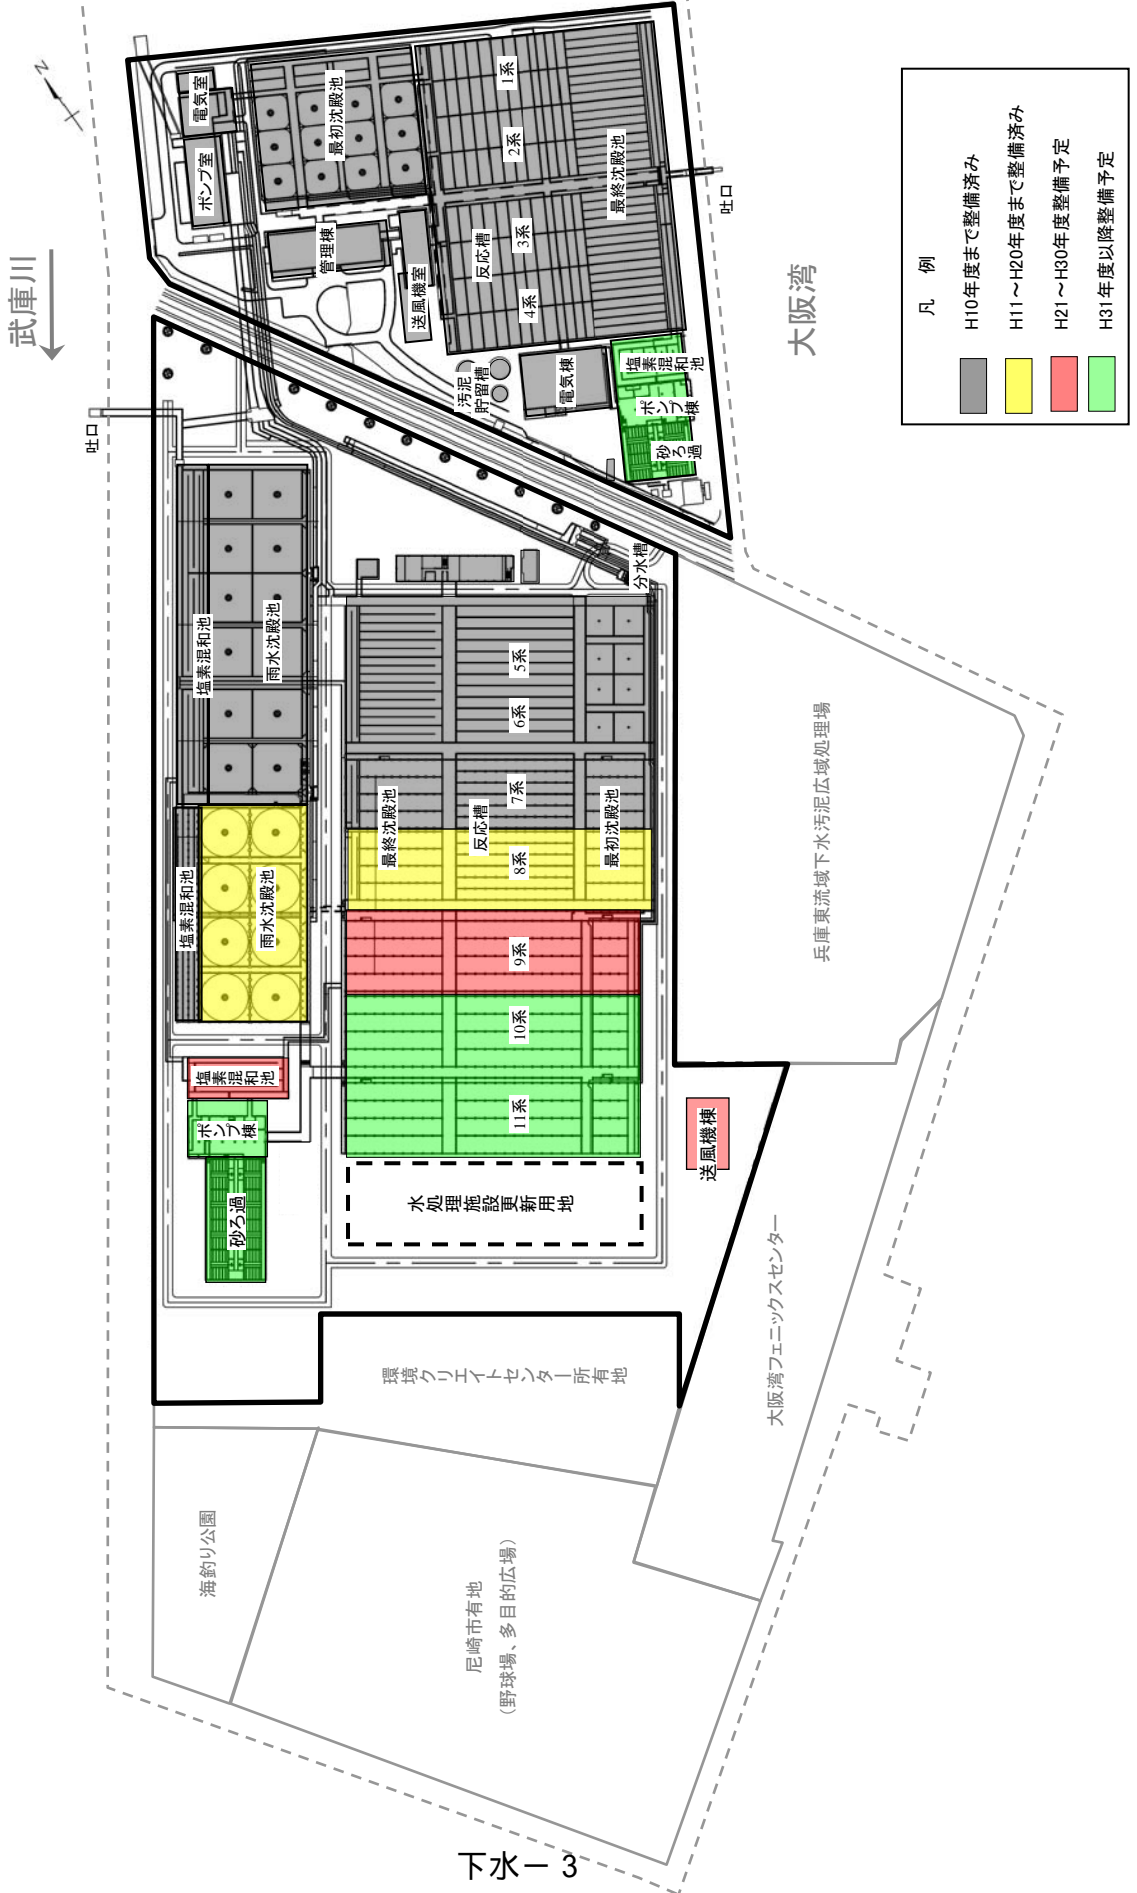 武庫川
N
電気室
ポンプ室
最初沈殿池
管理棟
送風機室
1系
2系
3系
4系
反応槽
最終沈殿池
吐口
大阪湾
汚泥
貯留槽
電気棟
塩素混
和池
ポンプ
棟
砂ろ
過
吐口
分水槽
塩素混和池
雨水沈殿池
5系
6系
7系
8系
最終沈殿池
反応槽
最初沈殿池
塩素混和池
雨水沈殿池
9系
10系
11系
塩素混和池
ポンプ
棟
砂ろ過
送風機棟
水処理施設更新用地
兵庫東流域下水汚泥広域処理場
大阪湾フェニックスセンター
環境クリエイトセンター所有地
海釣り公園
尼崎市有地
(野球場、多目的広場)
凡　例
H10年度まで整備済み
H11～H20年度まで整備済み
H21～H30年度整備予定
H31年度以降整備予定
下水－ 3